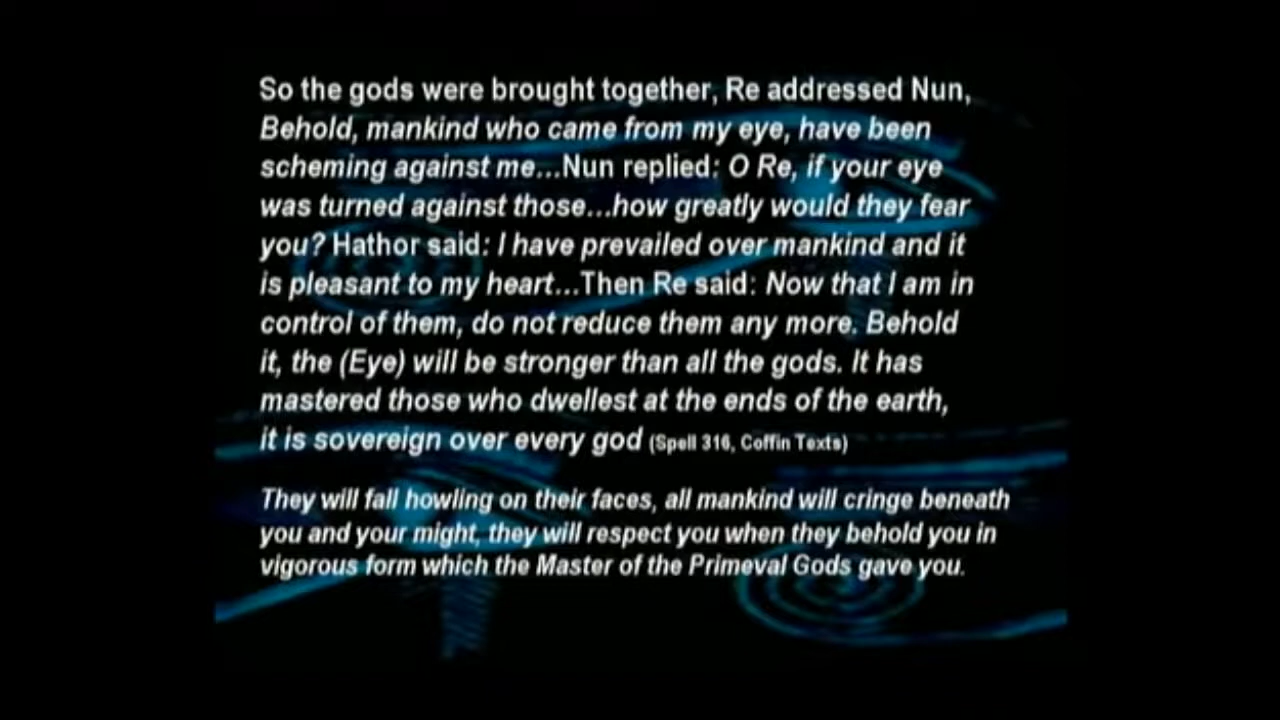 So the gods were brought together, Re addressed Nun,
Behold, mankind who came from my eye, have been
scheming against me...Nun replied: O Re, if your eye
was turned against those...how greatly would they fear
you? Hathor said: I have prevailed over mankind and it
is pleasant to my heart...Then Re said: Now that I am in
control of them, do not reduce them any more. Behold
it, the (Eye) will be stronger than all the gods. It has
mastered those who dwellest at the ends of the earth,
it is sovereign over every god (Spell 316, Coffin Texts)
They will fall howling on their faces, all mankind will cringe beneath
you and your might, they will respect you when they behold you in
vigorous form which the Master of the Primeval Gods gave you.